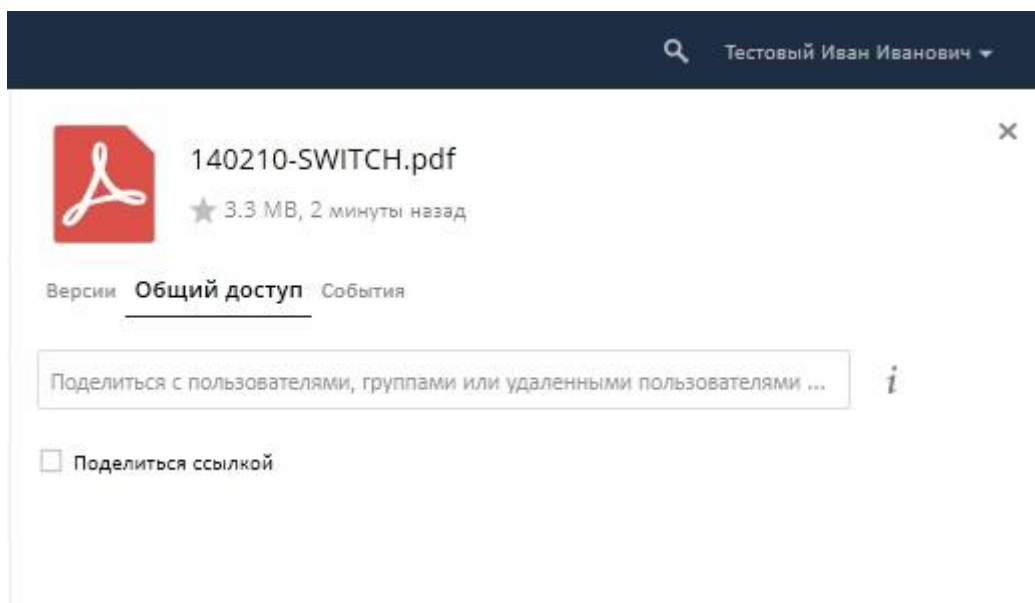 Тестовый Иван Иванович
140210-SWITCH.pdf
3.3 MB, 2 минуты назад
Версии Общий доступ События
Поделиться с пользователями, группами или удаленными пользователями ...
i
Поделиться ссылкой